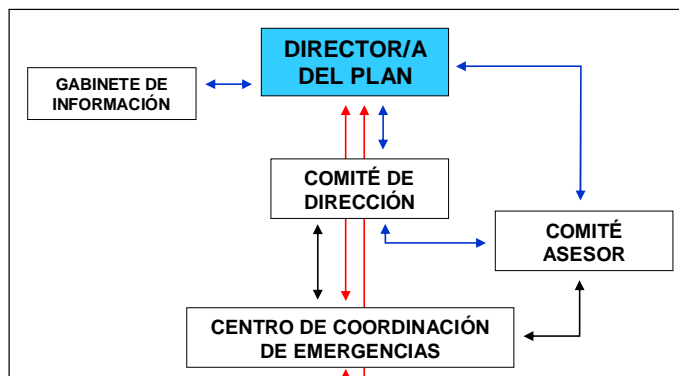 DIRECTOR/A
DEL PLAN
GABINETE DE
INFORMACIÓN
COMITÉ DE
DIRECCIÓN
COMITÉ
ASESOR
CENTRO DE COORDINACIÓN
DE EMERGENCIAS